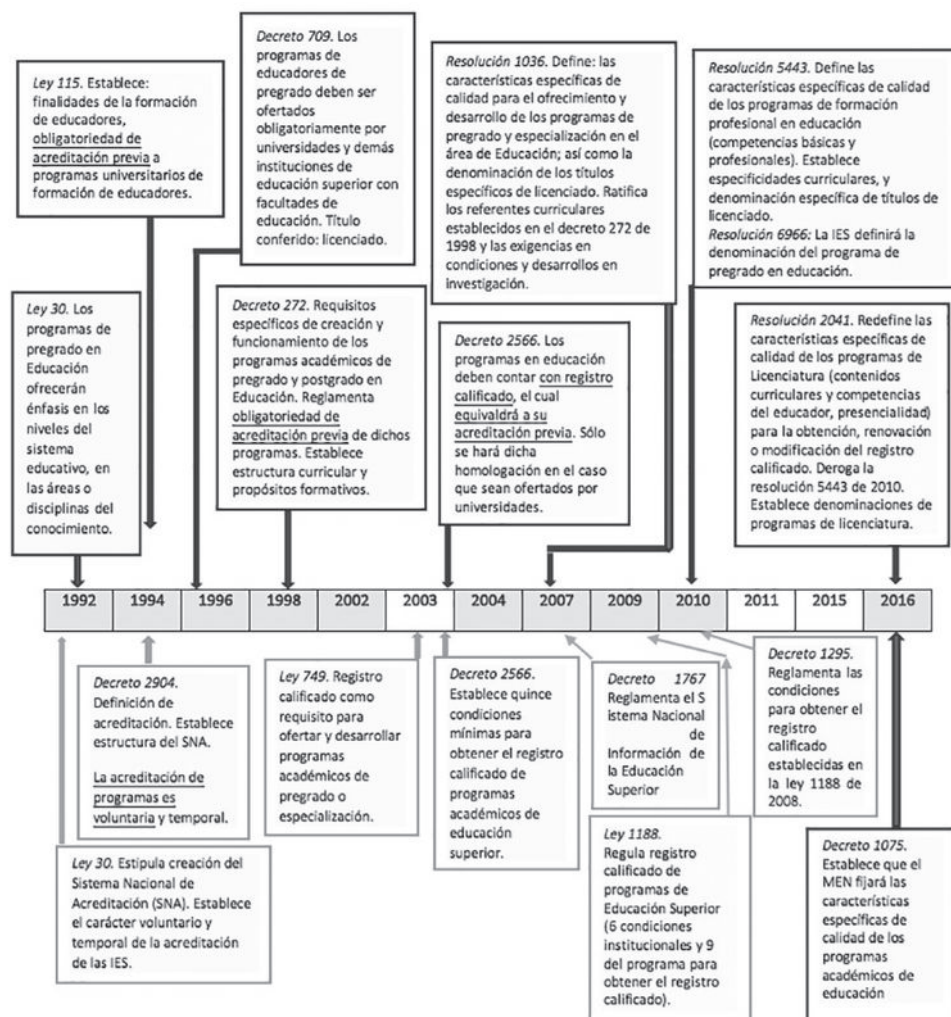 Ley 115. Establece:
finalidades de la formación
de educadores,
obligatoriedad de
acreditación previa a
programas universitarios de
formación de educadores.
Decreto 709. Los
programas de
educadores de
pregrado deben ser
ofertados
obligatoriamente por
universidades y demás
instituciones de
educación superior con
facultades de
educación. Título
conferido: licenciado.
Resolución 1036. Define: las
características específicas de
calidad para el ofrecimiento y
desarrollo de los programas de
pregrado y especialización en el
área de Educación; así como la
denominación de los títulos
específicos de licenciado. Ratifica
los referentes curriculares
establecidos en el decreto 272 de
1998 y las exigencias en
condiciones y desarrollos en
investigación.
Resolución 5443. Define las
características específicas de calidad
de los programas de formación
profesional en educación
(competencias básicas y
profesionales). Establece
especificidades curriculares, y
denominación específica de títulos de
licenciado.
Resolución 6966: La IES definirá la
denominación del programa de
pregrado en educación.
Ley 30. Los
programas de
pregrado en
Educación
ofrecerán
énfasis en los
niveles del
sistema
educativo, en
las áreas o
disciplinas del
conocimiento.
Decreto 272. Requisitos
específicos de creación y
funcionamiento de los
programas académicos de
pregrado y postgrado en
Educación. Reglamenta
obligatoriedad de
acreditación previa de dichos
programas. Establece
estructura curricular y
propósitos formativos.
Decreto 2566. Los
programas en educación
deben contar con registro
calificado, el cual
equivaldrá a su
acreditación previa. Sólo
se hará dicha
homologación en el caso
que sean ofertados por
universidades.
Resolución 2041. Redefine las
características específicas de
calidad de los programas de
Licenciatura (contenidos
curriculares y competencias
del educador, presencialidad)
para la obtención, renovación
o modificación del registro
calificado. Deroga la
resolución 5443 de 2010.
Establece denominaciones de
programas de licenciatura.
1992 1994 1996 1998 2002 2003 2004 2007 2009 2010 2011 2015 2016
Decreto 2904.
Definición de
acreditación. Establece
estructura del SNA.
La acreditación de
programas es
voluntaria y temporal.
Ley 749. Registro
calificado como
requisito para
ofertar y desarrollar
programas
académicos de
pregrado o
especialización.
Decreto 2566.
Establece quince
condiciones
mínimas para
obtener el registro
calificado de
programas
académicos de
educación
superior.
Decreto 1767
Reglamenta el S
istema Nacional
de
Información de
la Educación
Superior
Decreto 1295.
Reglamenta las
condiciones
para obtener el
registro
calificado
establecidas en
la ley 1188 de
2008.
Ley 30. Estipula creación del
Sistema Nacional de
Acreditación (SNA). Establece
el carácter voluntario y
temporal de la acreditación
de las IES.
Ley 1188.
Regula registro
calificado de
programas de
Educación Superior
(6 condiciones
institucionales y 9
del programa para
obtener el registro
calificado).
Decreto 1075.
Establece que el
MEN fijará las
características
específicas de
calidad de los
programas
académicos de
educación